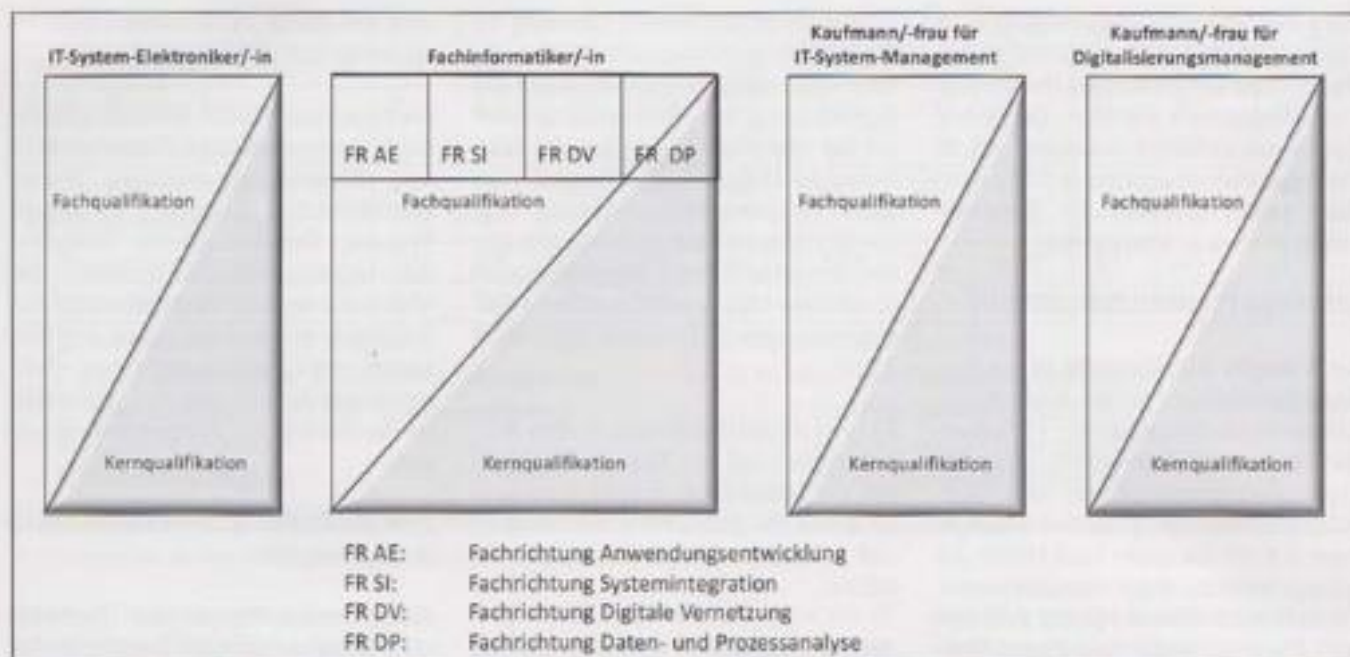 IT-System-Elektroniker/-in
Fachqualifikation
Kernqualifikation
Fachinformatiker/-in
FR AE
FR SI
FR DV
FR DP
Fachqualifikation
Kernqualifikation
Kaufmann/-frau für
IT-System-Management
Fachqualifikation
Kernqualifikation
Kaufmann/-frau für
Digitalisierungsmanagement
Fachqualifikation
Kernqualifikation
FR AE: Fachrichtung Anwendungsentwicklung
FR SI: Fachrichtung Systemintegration
FR DV: Fachrichtung Digitale Vernetzung
FR DP: Fachrichtung Daten- und Prozessanalyse